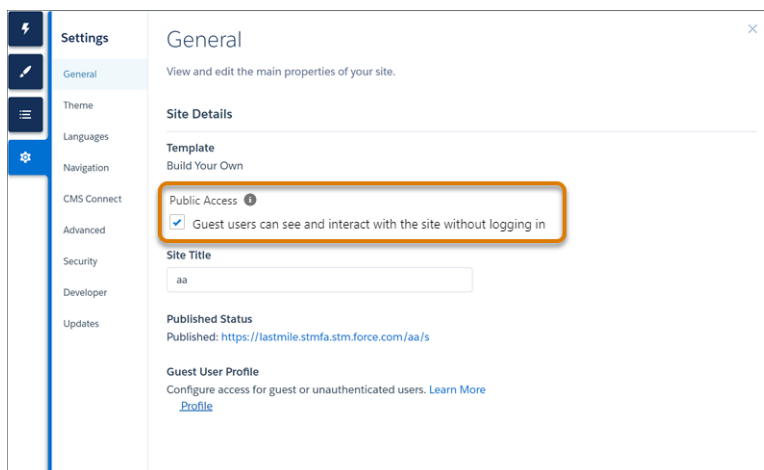 Settings
General
Theme
Languages
Navigation
CMS Connect
Advanced
Security
Developer
Updates
General
View and edit the main properties of your site.
Site Details
Template
Build Your Own
Public Access
Guest users can see and interact with the site without logging in
Site Title
aa
Published Status
Published: https://lastmile.stmfa.stm.force.com/aa/s
Guest User Profile
Configure access for guest or unauthenticated users. Learn More
Profile